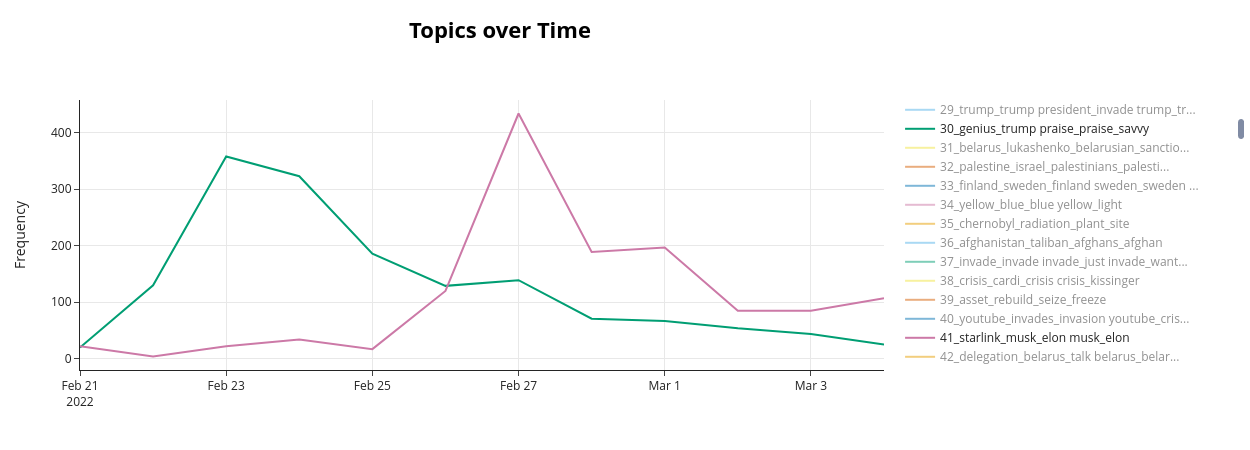 Topics over Time
Frequency
400
300
200
100
0
Feb 21
2022
Feb 23
Feb 25
Feb 27
Mar 1
Mar 3
29_trump_trump president_invade trump_tr...
30_genius_trump praise_praise_savvy
31_belarus_lukashenko_belarusian_sanctio...
32_palestine_israel_palestinians_palesti...
33_finland_sweden_finland sweden_sweden ...
34_yellow_blue_blue yellow_light
35_chernobyl_radiation_plant_site
36_afghanistan_taliban_afghans_afghan
37_invade_invade invade_just invade_want...
38_crisis_cardi_crisis crisis_kissinger
39_asset_rebuild_seize_freeze
40_youtube_invades_invasion youtube_cris...
41_starlink_musk_elon musk_elon
42_delegation_belarus_talk belarus_belar...